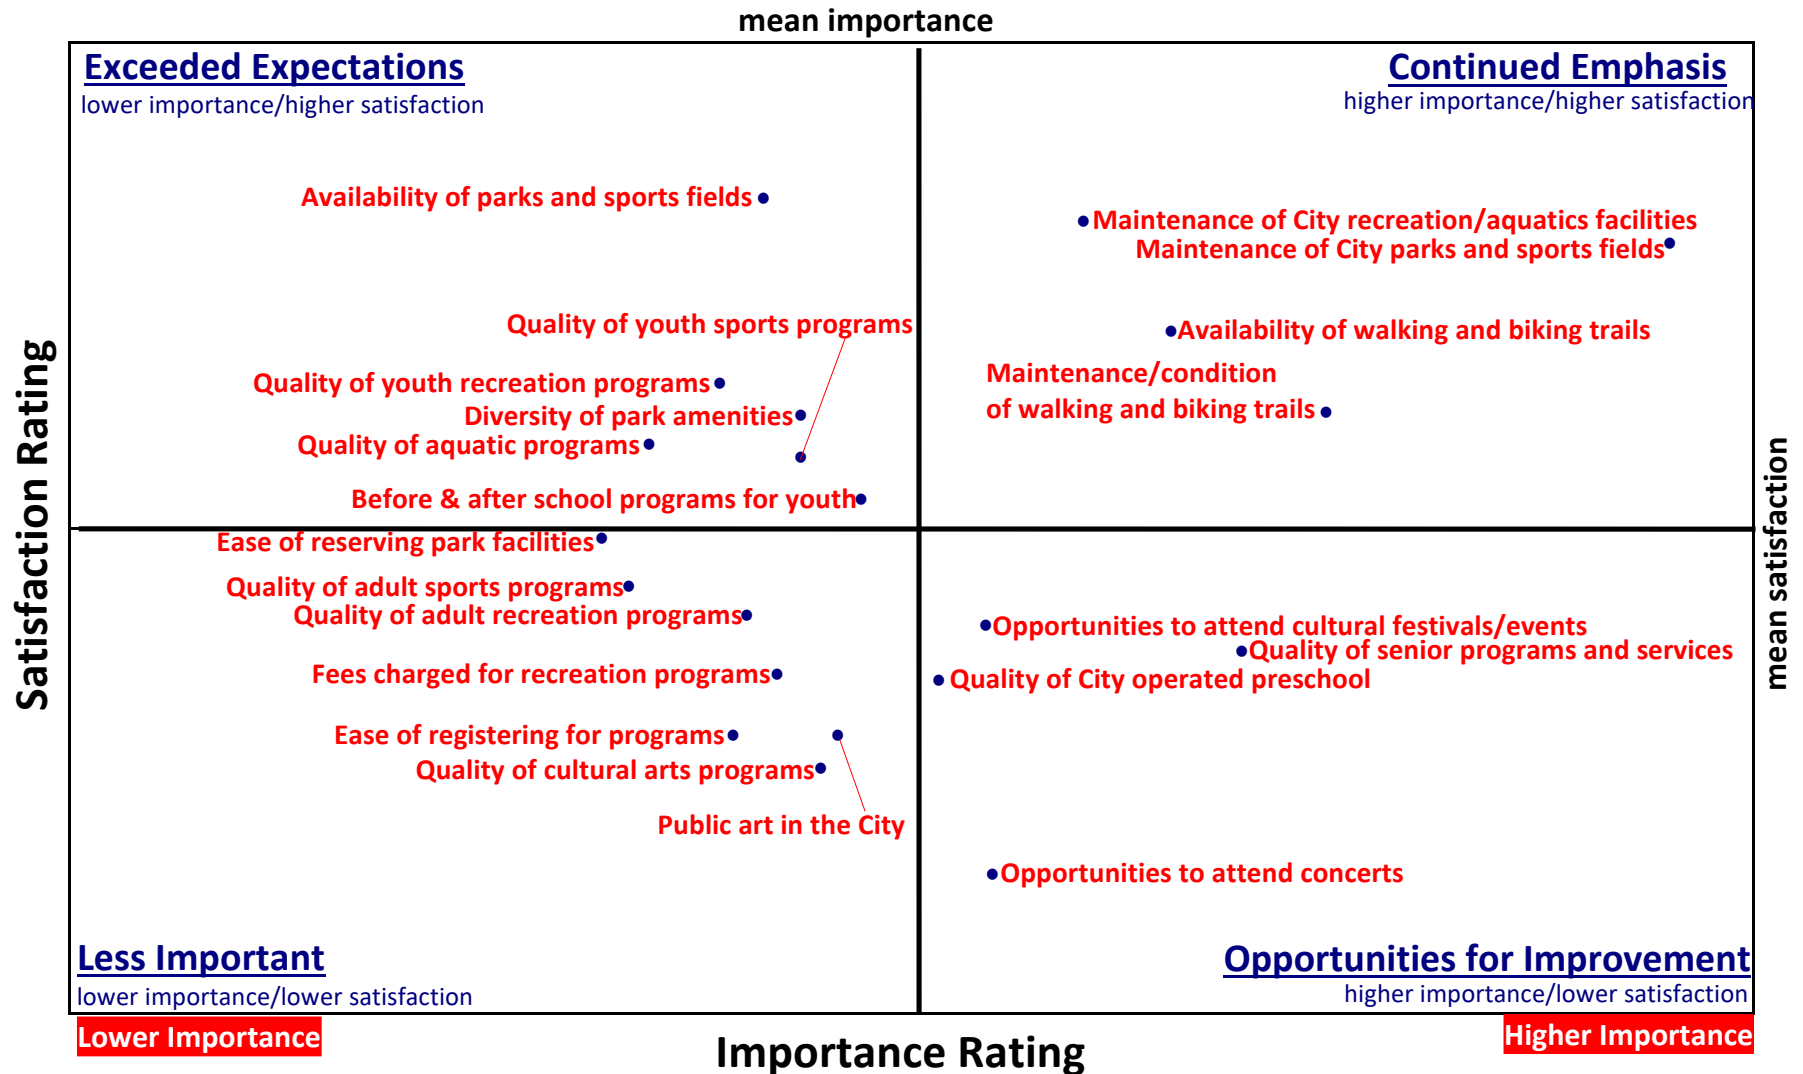 mean importance
Exceeded Expectations
lower importance/higher satisfaction
Continued Emphasis
higher importance/higher satisfaction
Availability of parks and sports fields
Maintenance of City recreation/aquatics facilities
Maintenance of City parks and sports fields
Quality of youth sports programs
Availability of walking and biking trails
Quality of youth recreation programs
Maintenance/condition
of walking and biking trails
Diversity of park amenities
Quality of aquatic programs
Before & after school programs for youth
Satisfaction Rating
mean satisfaction
Ease of reserving park facilities
Quality of adult sports programs
Quality of adult recreation programs
Opportunities to attend cultural festivals/events
Quality of senior programs and services
Fees charged for recreation programs
Quality of City operated preschool
Ease of registering for programs
Quality of cultural arts programs
Public art in the City
Opportunities to attend concerts
Less Important
lower importance/lower satisfaction
Opportunities for Improvement
higher importance/lower satisfaction
Lower Importance
Importance Rating
Higher Importance